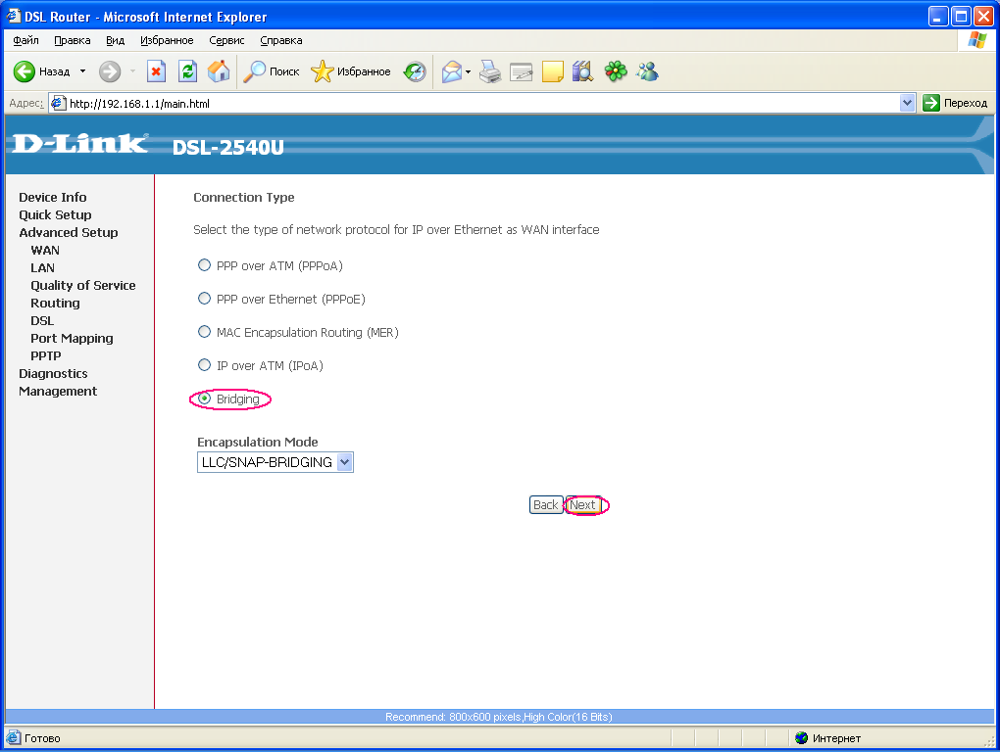 DSL Router - Microsoft Internet Explorer
Файл Правка Вид Избранное Сервис Справка
Назад Поиск Избранное
Адрес: http://192.168.1.1/main.html Переход
D-Link® DSL-2540U
Device Info
Quick Setup
Advanced Setup
WAN
LAN
Quality of Service
Routing
DSL
Port Mapping
PPTP
Diagnostics
Management
Connection Type
Select the type of network protocol for IP over Ethernet as WAN interface
PPP over ATM (PPPoA)
PPP over Ethernet (PPPoE)
MAC Encapsulation Routing (MER)
IP over ATM (IPoA)
Bridging
Encapsulation Mode
LLC/SNAP-BRIDGING
Back Next
Recommend: 800x600 pixels,High Color(16 Bits)
Готово Интернет